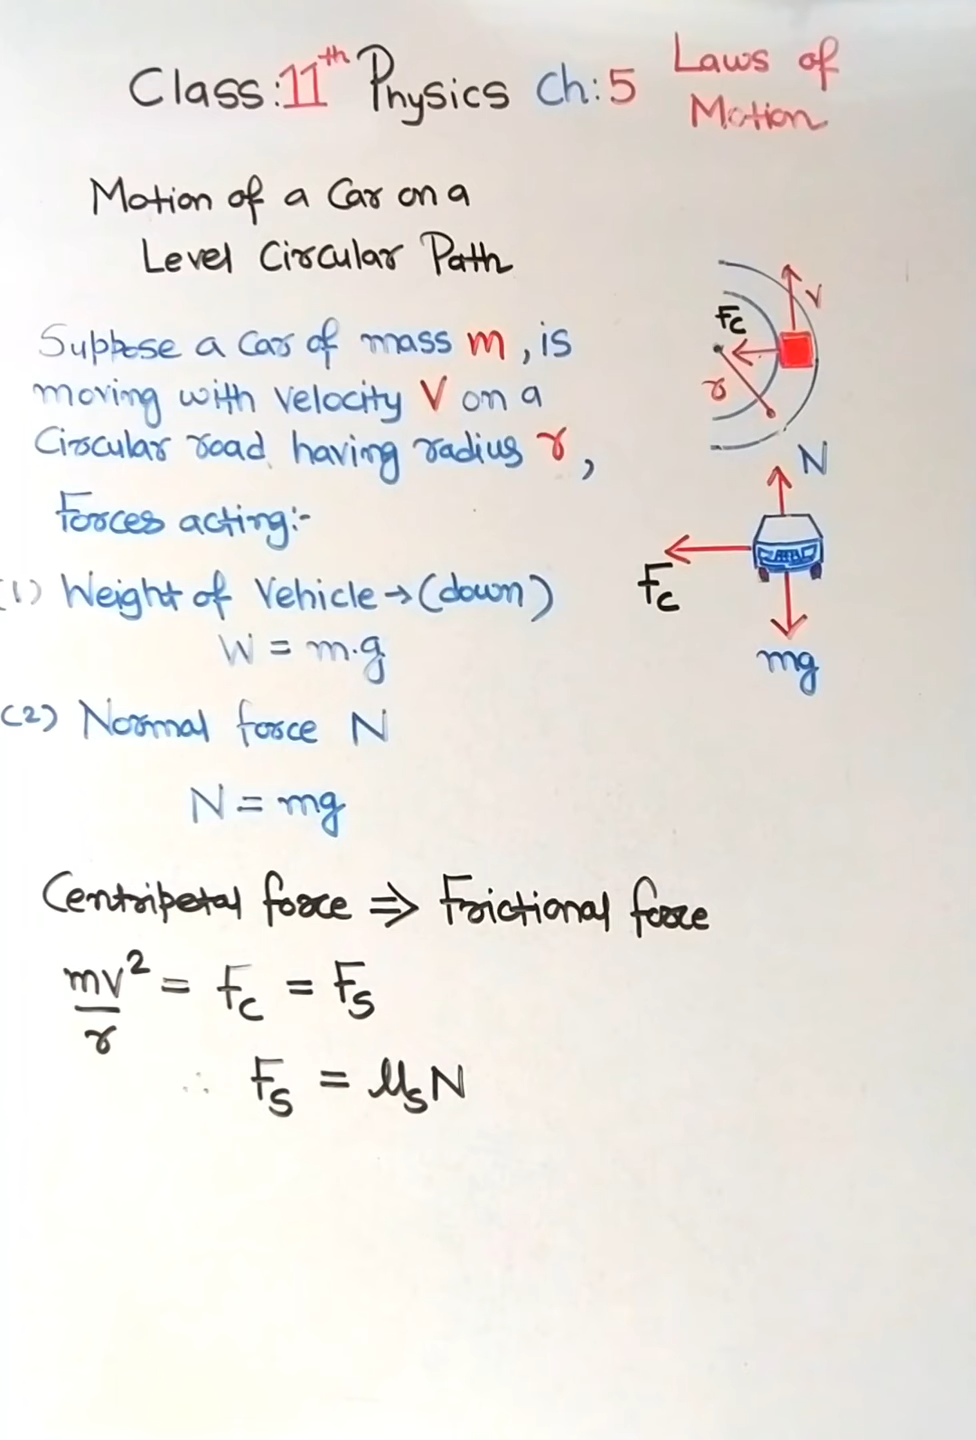 Class:11th Physics Ch:5 Laws of Motion
Motion of a Car on a
Level Circular Path
Suppose a Car of mass m, is
moving with velocity V on a
Circular road having radius r,
Forces acting:-
(1) Weight of Vehicle→(down)
W = m.g
(2) Normal force N
N = mg
Centripetal force ⇒ Frictional force
mv²/r = Fc = Fs
∴ Fs = μsN
V
Fc
r
N
Fc
mg